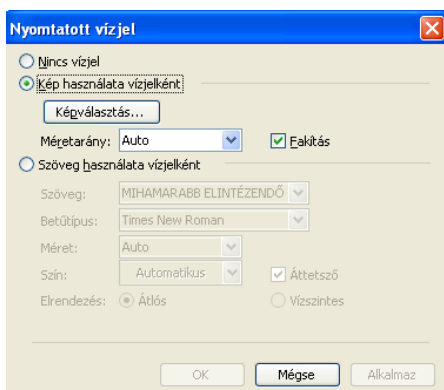 Nyomtatott vízjel
Nincs vízjel
Kép használata vízjelként
Képválasztás...
Méretarány: Auto Fakítás
Szöveg használata vízjelként
Szöveg: MIHAMARABB ELINTÉZENDŐ
Betűtípus: Times New Roman
Méret: Auto
Szín: Automatikus Áttetsző
Elrendezés: Átlós Vízszintes
OK Mégse Alkalmaz